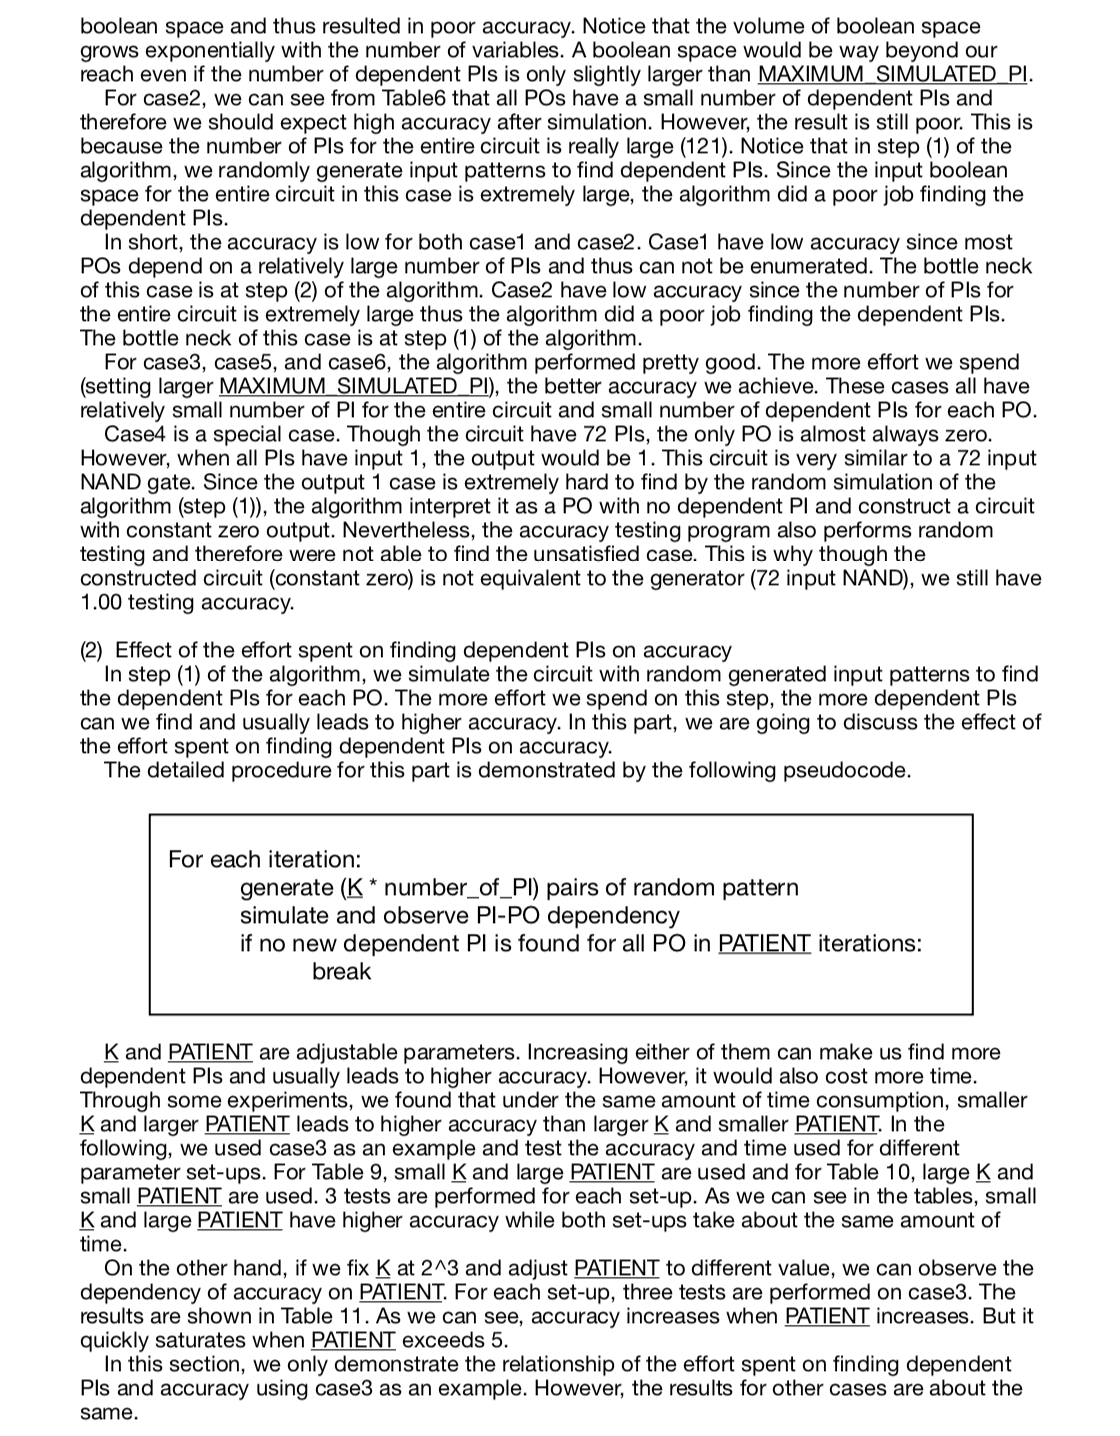 boolean space and thus resulted in poor accuracy. Notice that the volume of boolean space
grows exponentially with the number of variables. A boolean space would be way beyond our
reach even if the number of dependent PIs is only slightly larger than MAXIMUM_SIMULATED_PI.
For case2, we can see from Table6 that all POs have a small number of dependent PIs and
therefore we should expect high accuracy after simulation. However, the result is still poor. This is
because the number of PIs for the entire circuit is really large (121). Notice that in step (1) of the
algorithm, we randomly generate input patterns to find dependent PIs. Since the input boolean
space for the entire circuit in this case is extremely large, the algorithm did a poor job finding the
dependent PIs.
In short, the accuracy is low for both case1 and case2. Case1 have low accuracy since most
POs depend on a relatively large number of PIs and thus can not be enumerated. The bottle neck
of this case is at step (2) of the algorithm. Case2 have low accuracy since the number of PIs for
the entire circuit is extremely large thus the algorithm did a poor job finding the dependent PIs.
The bottle neck of this case is at step (1) of the algorithm.
For case3, case5, and case6, the algorithm performed pretty good. The more effort we spend
(setting larger MAXIMUM_SIMULATED_PI), the better accuracy we achieve. These cases all have
relatively small number of PI for the entire circuit and small number of dependent PIs for each PO.
Case4 is a special case. Though the circuit have 72 PIs, the only PO is almost always zero.
However, when all PIs have input 1, the output would be 1. This circuit is very similar to a 72 input
NAND gate. Since the output 1 case is extremely hard to find by the random simulation of the
algorithm (step (1)), the algorithm interpret it as a PO with no dependent PI and construct a circuit
with constant zero output. Nevertheless, the accuracy testing program also performs random
testing and therefore were not able to find the unsatisfied case. This is why though the
constructed circuit (constant zero) is not equivalent to the generator (72 input NAND), we still have
1.00 testing accuracy.
(2) Effect of the effort spent on finding dependent PIs on accuracy
In step (1) of the algorithm, we simulate the circuit with random generated input patterns to find
the dependent PIs for each PO. The more effort we spend on this step, the more dependent PIs
can we find and usually leads to higher accuracy. In this part, we are going to discuss the effect of
the effort spent on finding dependent PIs on accuracy.
The detailed procedure for this part is demonstrated by the following pseudocode.
For each iteration:
generate (K * number_of_PI) pairs of random pattern
simulate and observe PI-PO dependency
if no new dependent PI is found for all PO in PATIENT iterations:
break
K and PATIENT are adjustable parameters. Increasing either of them can make us find more
dependent PIs and usually leads to higher accuracy. However, it would also cost more time.
Through some experiments, we found that under the same amount of time consumption, smaller
K and larger PATIENT leads to higher accuracy than larger K and smaller PATIENT. In the
following, we used case3 as an example and test the accuracy and time used for different
parameter set-ups. For Table 9, small K and large PATIENT are used and for Table 10, large K and
small PATIENT are used. 3 tests are performed for each set-up. As we can see in the tables, small
K and large PATIENT have higher accuracy while both set-ups take about the same amount of
time.
On the other hand, if we fix K at 2^3 and adjust PATIENT to different value, we can observe the
dependency of accuracy on PATIENT. For each set-up, three tests are performed on case3. The
results are shown in Table 11. As we can see, accuracy increases when PATIENT increases. But it
quickly saturates when PATIENT exceeds 5.
In this section, we only demonstrate the relationship of the effort spent on finding dependent
PIs and accuracy using case3 as an example. However, the results for other cases are about the
same.